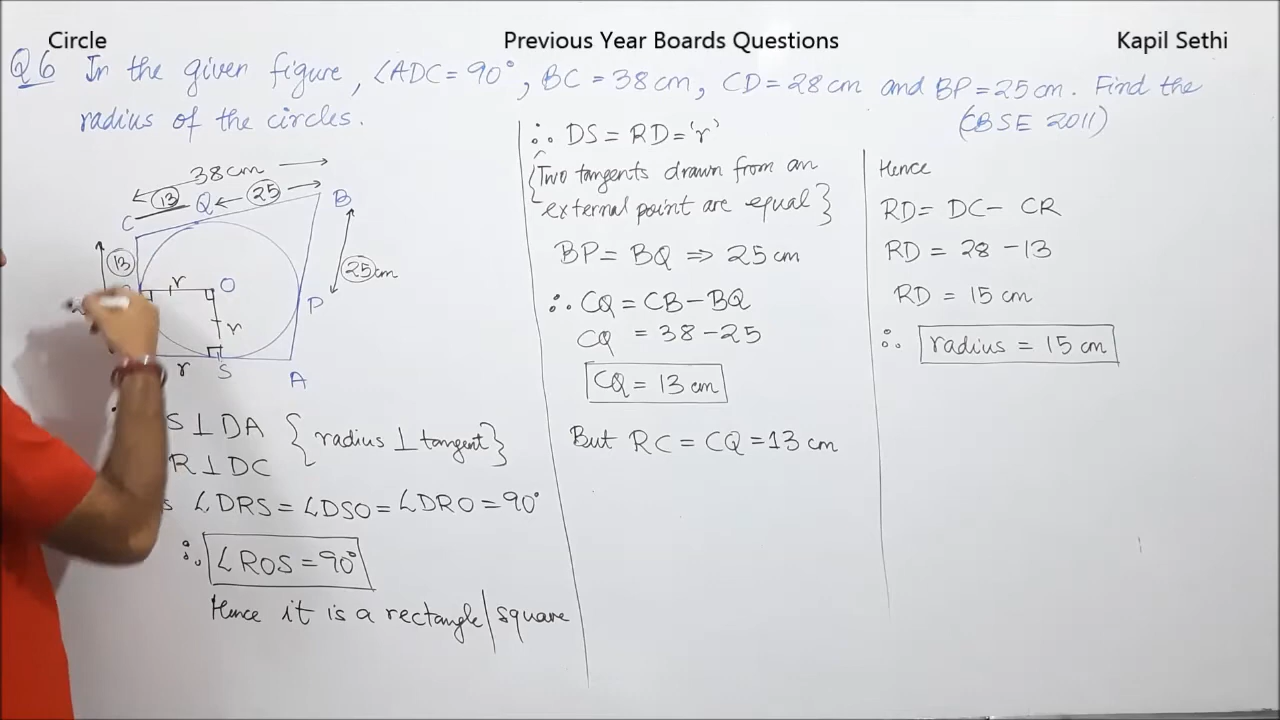 Circle
Previous Year Boards Questions
Kapil Sethi
Q6 In the given figure, ∠ADC = 90°, BC = 38 cm, CD = 28 cm and BP = 25 cm. Find the
radius of the circles.
(CBSE 2011)
38cm
13
Q
25
B
C
13
25 cm
r
O
P
r
r
S
A
S ⊥ DA {radius ⊥ tangent}
R ⊥ DC
∠DRS = ∠DSO = ∠DRO = 90°
∴ ∠ROS = 90°
Hence it is a rectangle/square
∴ DS = RD = 'r'
{Two tangents drawn from an
external point are equal}
BP = BQ ⇒ 25 cm
∴ CQ = CB − BQ
CQ = 38 − 25
CQ = 13 cm
But RC = CQ = 13 cm
Hence
RD = DC − CR
RD = 28 − 13
RD = 15 cm
∴ radius = 15 cm